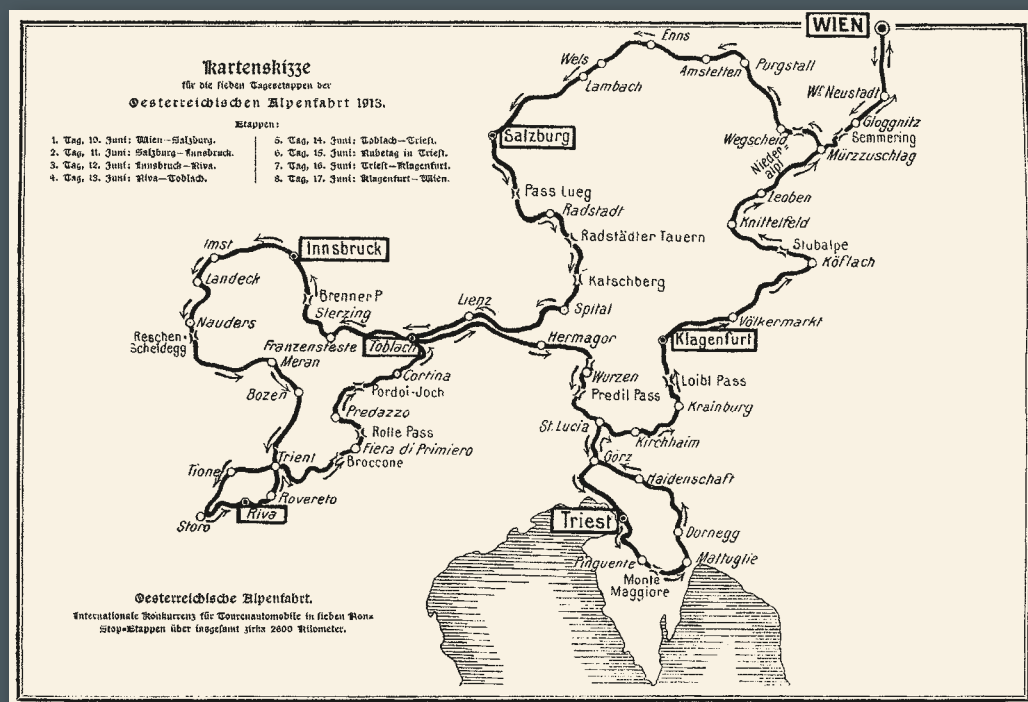 WIEN
Kartenskizze
für die sieben Tagesetappen der
Oesterreichischen Alpenfahrt 1913.
Etappen:
1. Tag, 10. Juni: Wien—Salzburg.
2. Tag, 11. Juni: Salzburg—Innsbruck.
3. Tag, 12. Juni: Innsbruck—Riva.
4. Tag, 13. Juni: Riva—Toblach.
5. Tag, 14. Juni: Toblach—Triest.
6. Tag, 15. Juni: Ruhetag in Triest.
7. Tag, 16. Juni: Triest—Klagenfurt.
8. Tag, 17. Juni: Klagenfurt—Wien.
Enns
Wels
Amstetten
Purgstall
Lambach
Wr Neustadt
Gloggnitz
Semmering
Salzburg
Wegscheid
Nieder=
alpl
Mürzzuschlag
Pass Lueg
Leoben
Radstadt
Knittelfeld
Radstädter Tauern
Stubalpe
Köflach
Imst
Innsbruck
Landeck
Katschberg
Brenner P
Sterzing
Lienz
Spital
Nauders
Völkermarkt
Reschen-
Scheidegg
Franzensfeste
Toblach
Hermagor
Klagenfurt
Meran
Cortina
Wurzen
Loibl Pass
Bozen
Pordoi-Joch
Predil Pass
Predazzo
Krainburg
Rolle Pass
St. Lucia
Kirchheim
Fiera di Primiero
Trient
Broccone
Görz
Tione
Haidenschaft
Rovereto
Riva
Storo
Triest
Dornegg
Pinguente
Mattuglie
Monte
Maggiore
Oesterreichische Alpenfahrt.
Internationale Konkurrenz für Tourenautomobile in sieben Non=
Stop=Etappen über insgesamt zirka 2600 Kilometer.